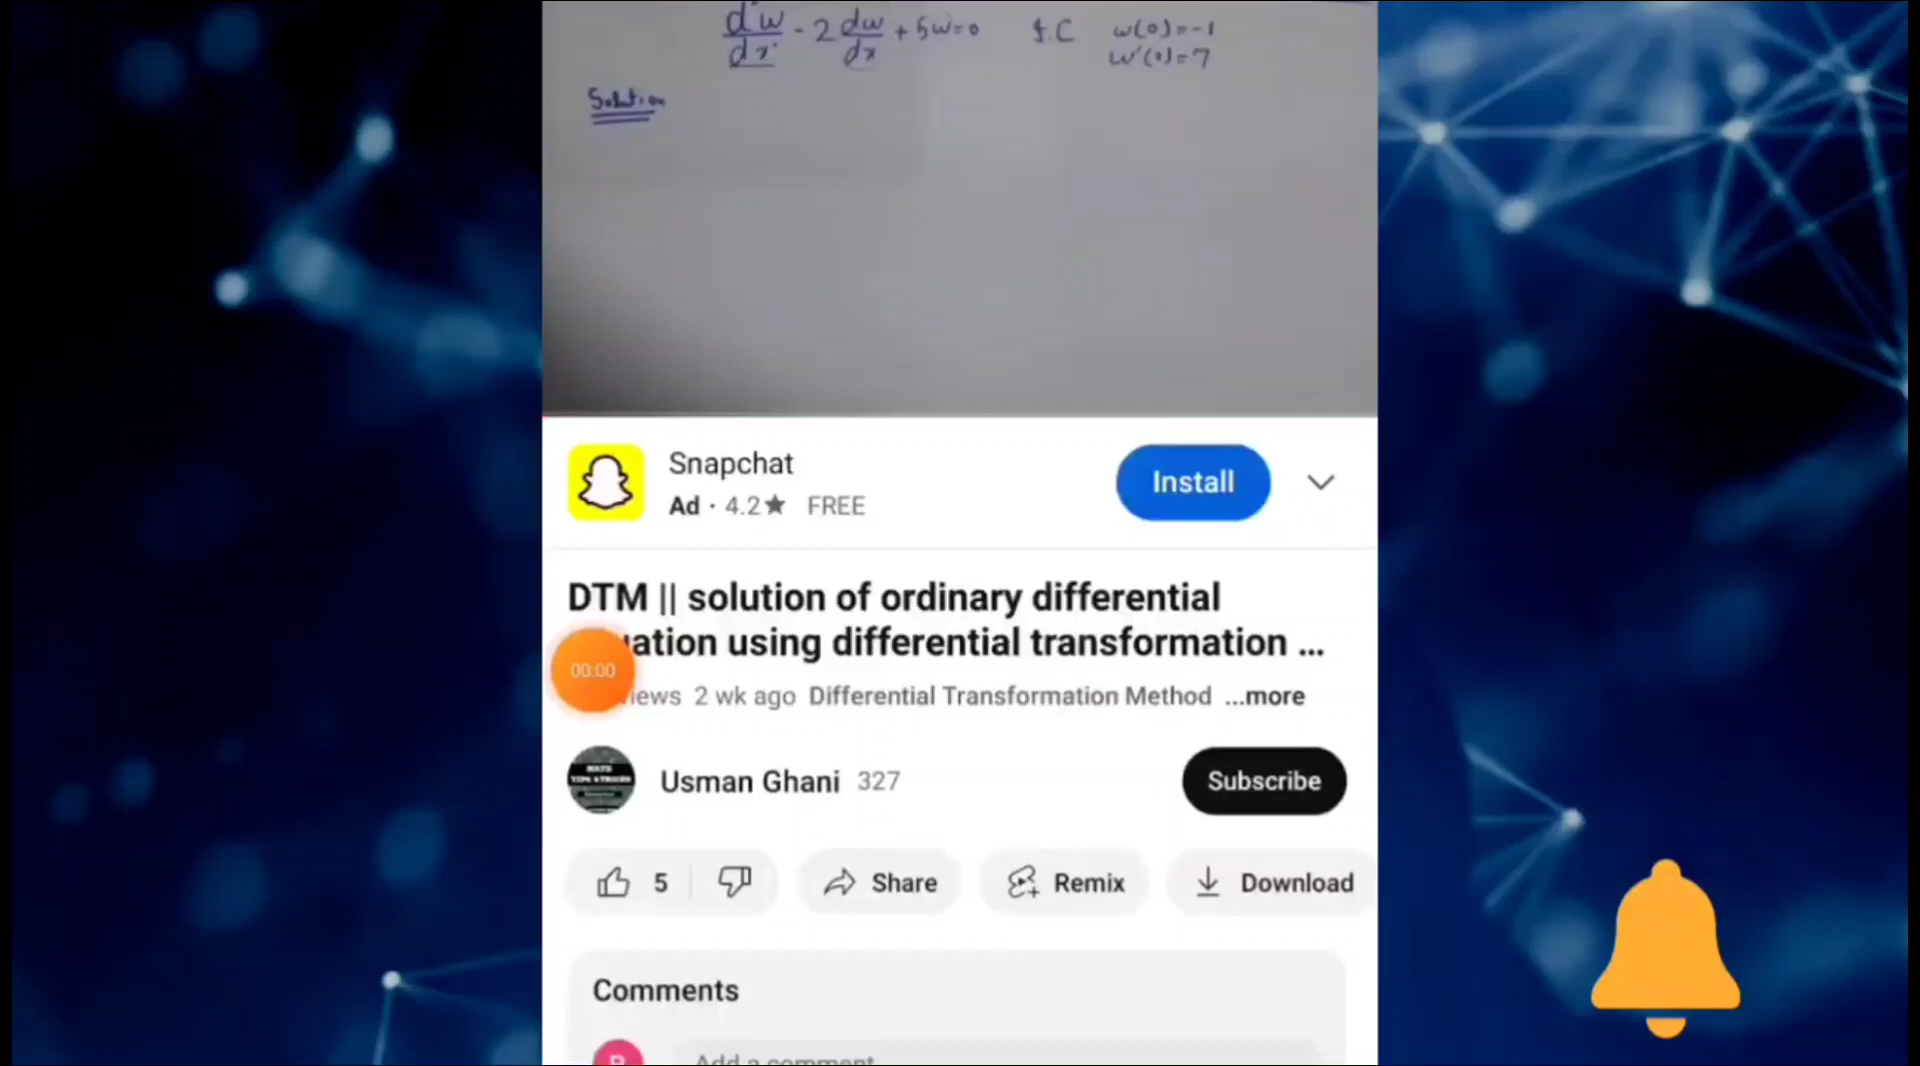 d²w/dx² - 2 dw/dx + 5w=0 I.C w(0)=-1
w'(0)=7
Solution
Snapchat
Install
Ad · 4.2★ FREE
DTM || solution of ordinary differential
using differential transformation ...
00:00
2 wk ago Differential Transformation Method ...more
Usman Ghani 327
Subscribe
5
Share
Remix
Download
Comments
Add a comment